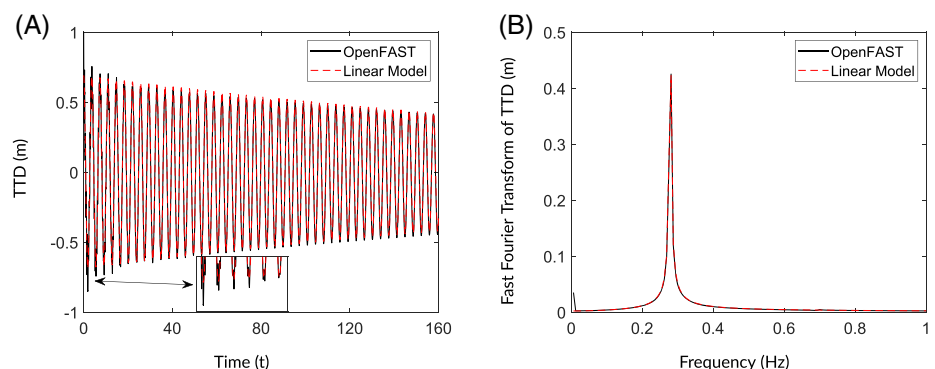 (A)
1
0.5
0
-0.5
-1
TTD (m)
OpenFAST
Linear Model
0
40
80
120
160
Time (t)
(B)
0.5
0.4
0.3
0.2
0.1
0
Fast Fourier Transform of TTD (m)
OpenFAST
Linear Model
0
0.2
0.4
0.6
0.8
1
Frequency (Hz)